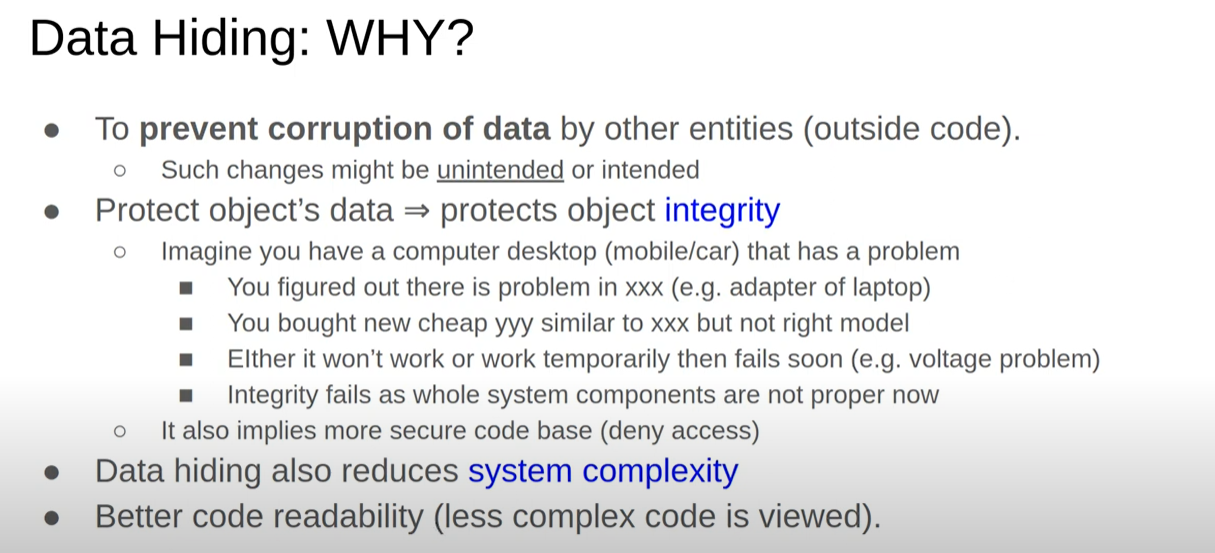 Data Hiding: WHY?
● To prevent corruption of data by other entities (outside code).
○ Such changes might be unintended or intended
● Protect object’s data ⇒ protects object integrity
○ Imagine you have a computer desktop (mobile/car) that has a problem
■ You figured out there is problem in xxx (e.g. adapter of laptop)
■ You bought new cheap yyy similar to xxx but not right model
■ EIther it won’t work or work temporarily then fails soon (e.g. voltage problem)
■ Integrity fails as whole system components are not proper now
○ It also implies more secure code base (deny access)
● Data hiding also reduces system complexity
● Better code readability (less complex code is viewed).